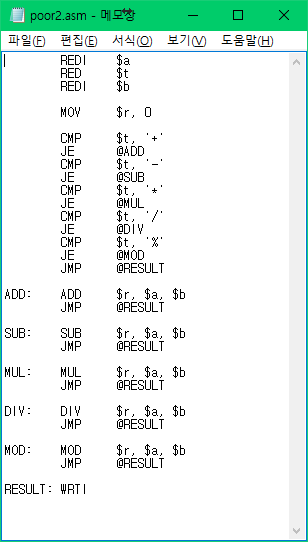 poor2.asm - 메모장
파일(F) 편집(E) 서식(O) 보기(V) 도움말(H)
REDI $a
RED $t
REDI $b
MOV $r, 0
CMP $t, '+'
JE @ADD
CMP $t, '-'
JE @SUB
CMP $t, '*'
JE @MUL
CMP $t, '/'
JE @DIV
CMP $t, '%'
JE @MOD
JMP @RESULT
ADD: ADD $r, $a, $b
JMP @RESULT
SUB: SUB $r, $a, $b
JMP @RESULT
MUL: MUL $r, $a, $b
JMP @RESULT
DIV: DIV $r, $a, $b
JMP @RESULT
MOD: MOD $r, $a, $b
JMP @RESULT
RESULT: WRTI